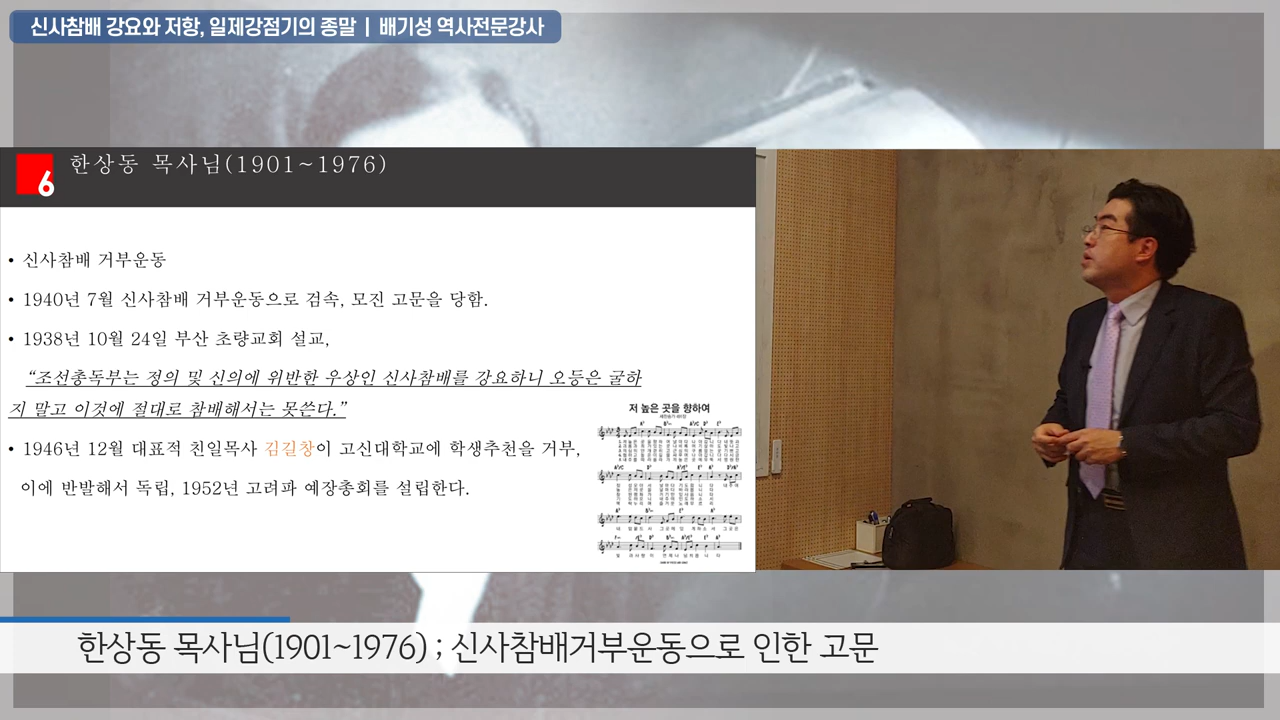 신사참배 강요와 저항, 일제강점기의 종말 | 배기성 역사전문강사
6
한상동 목사님(1901~1976)
• 신사참배 거부운동
• 1940년 7월 신사참배 거부운동으로 검속, 모진 고문을 당함.
• 1938년 10월 24일 부산 초량교회 설교,
“조선총독부는 정의 및 신의에 위반한 우상인 신사참배를 강요하니 오등은 굴하
지 말고 이것에 절대로 참배해서는 못쓴다.”
• 1946년 12월 대표적 친일목사 김길창이 고신대학교에 학생추천을 거부,
이에 반발해서 독립, 1952년 고려파 예장총회를 설립한다.
저 높은 곳을 향하여
한상동 목사님(1901~1976) ; 신사참배거부운동으로 인한 고문